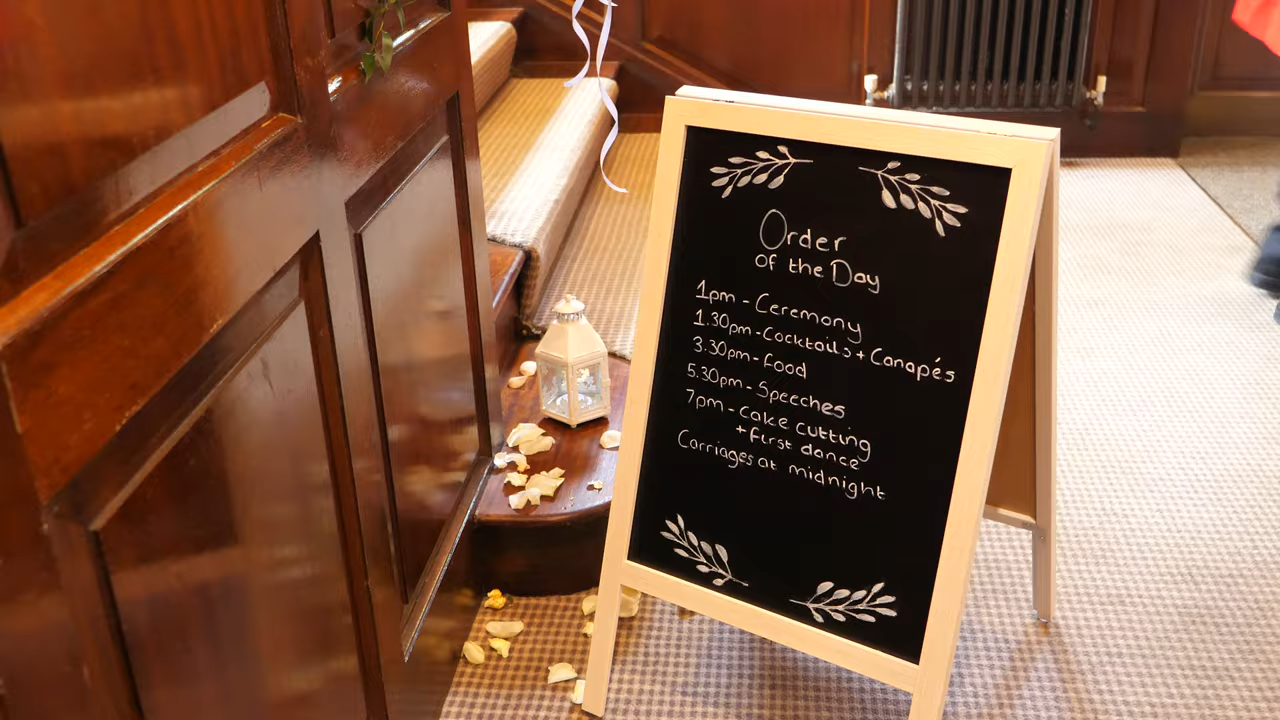 Order
of the Day
1pm - Ceremony
1.30pm - Cocktails + Canapés
3.30pm - Food
5.30pm - Speeches
7pm - Cake cutting
+ first dance
Carriages at midnight